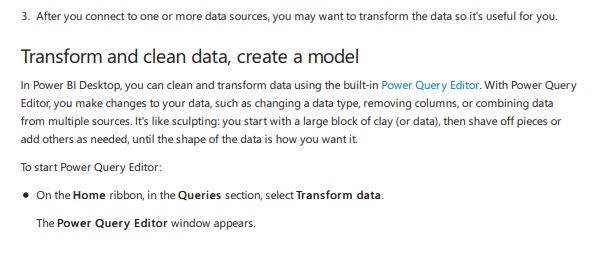 3. After you connect to one or more data sources, you may want to transform the data so it's useful for you.
Transform and clean data, create a model
In Power BI Desktop, you can clean and transform data using the built-in Power Query Editor. With Power Query
Editor, you make changes to your data, such as changing a data type, removing columns, or combining data
from multiple sources. It's like sculpting: you start with a large block of clay (or data), then shave off pieces or
add others as needed, until the shape of the data is how you want it.
To start Power Query Editor:
● On the Home ribbon, in the Queries section, select Transform data.
The Power Query Editor window appears.